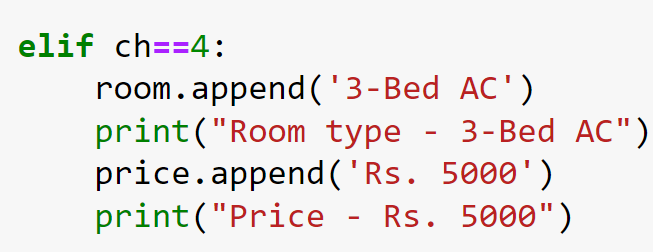 elif ch==4:
    room.append('3-Bed AC')
    print("Room type - 3-Bed AC")
    price.append('Rs. 5000')
    print("Price - Rs. 5000")